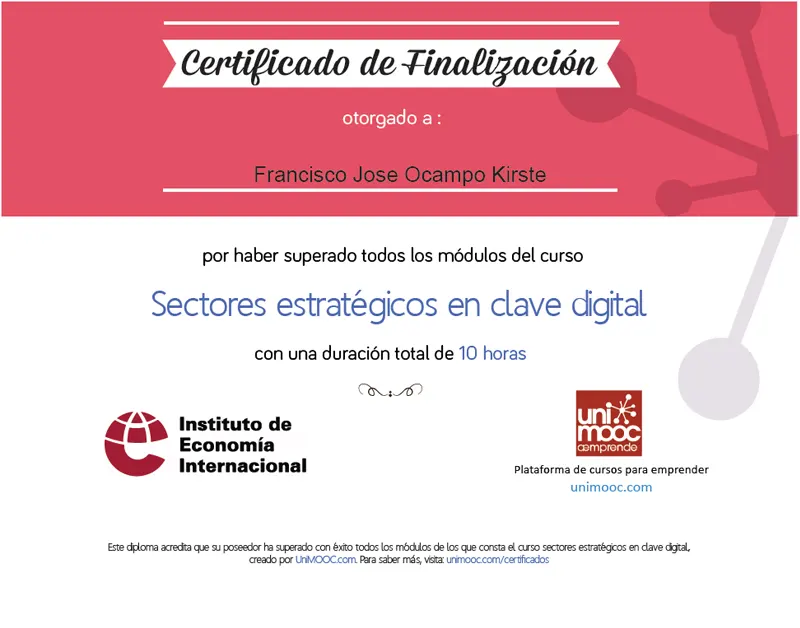 Certificado de Finalización
otorgado a :
Francisco Jose Ocampo Kirste
por haber superado todos los módulos del curso
Sectores estratégicos en clave digital
con una duración total de 10 horas
Instituto de
Economía
Internacional
uni
mooc
æmprende
Plataforma de cursos para emprender
unimooc.com
Este diploma acredita que su poseedor ha superado con éxito todos los módulos de los que consta el curso sectores estratégicos en clave digital,
creado por UniMOOC.com. Para saber más, visita: unimooc.com/certificados